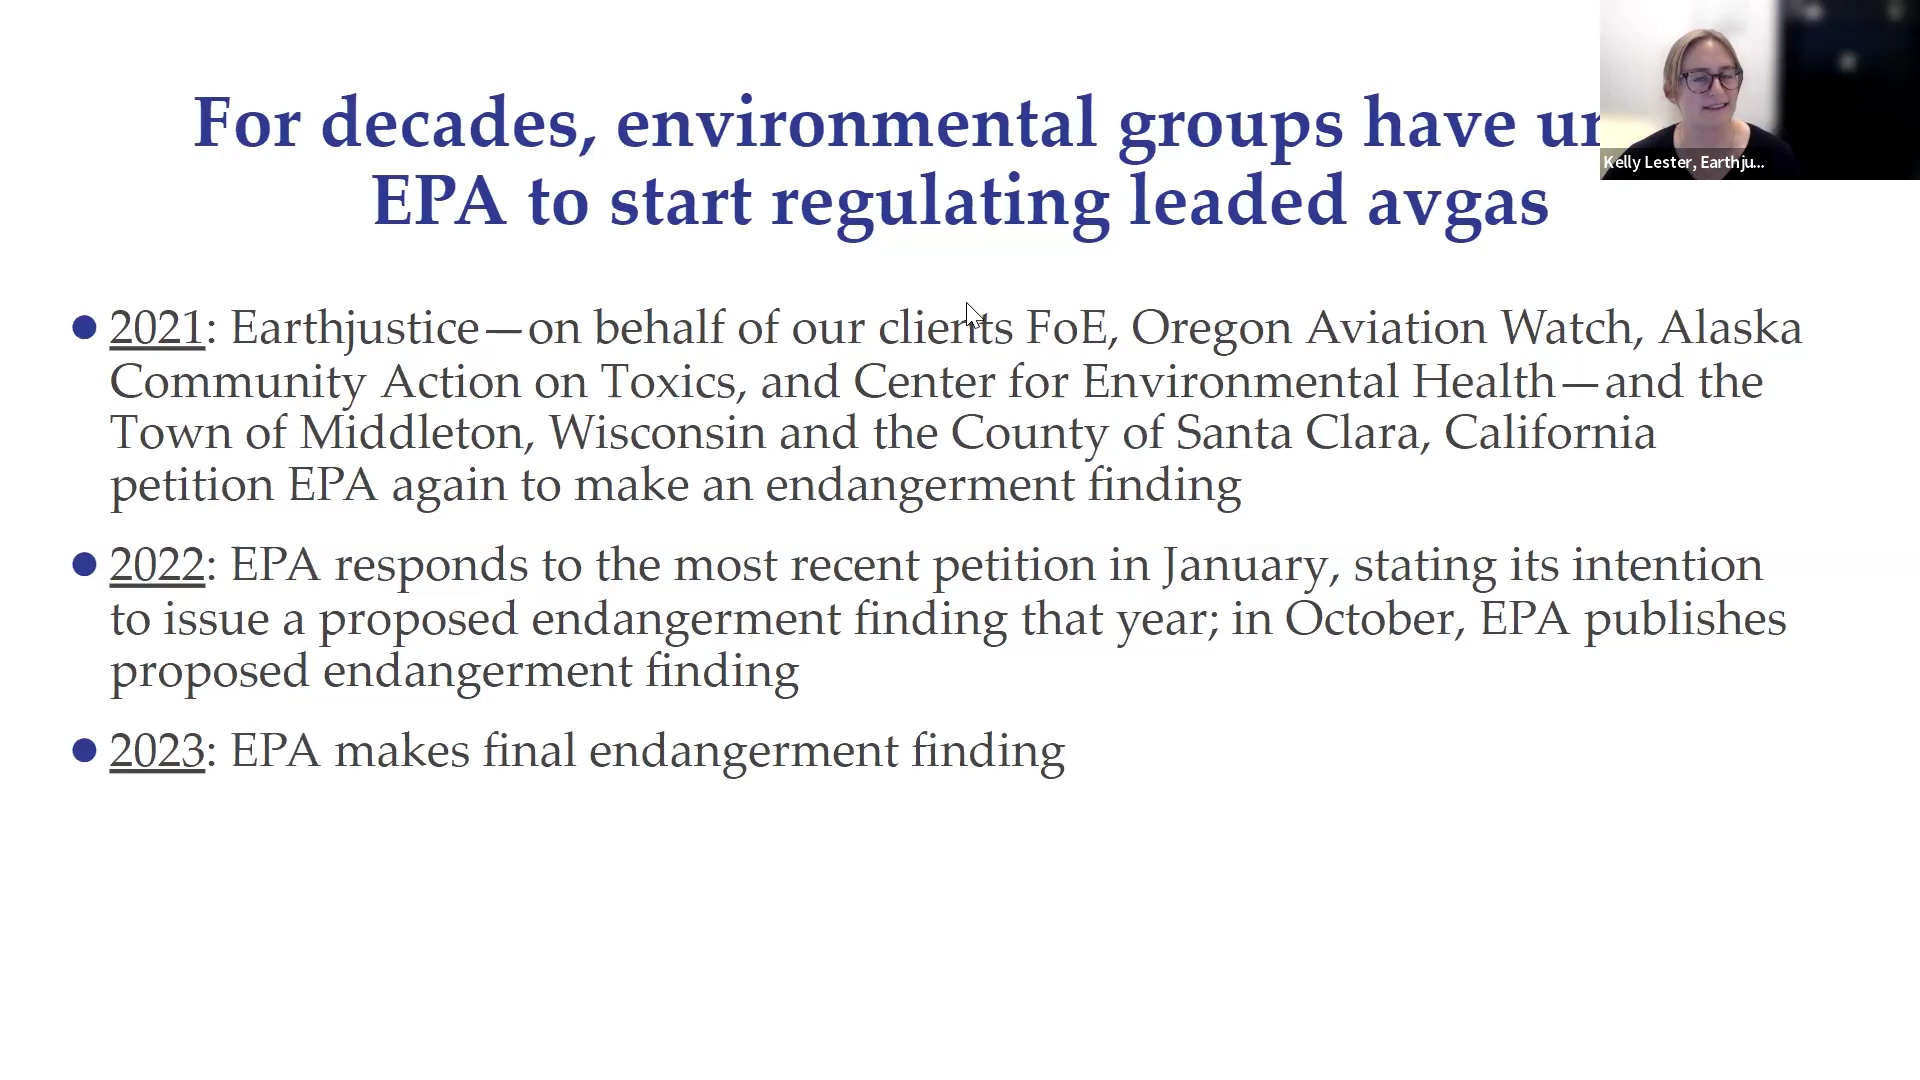 For decades, environmental groups have
EPA to start regulating leaded avgas
Kelly Lester, Earthju...
● 2021: Earthjustice—on behalf of our clients FoE, Oregon Aviation Watch, Alaska
Community Action on Toxics, and Center for Environmental Health—and the
Town of Middleton, Wisconsin and the County of Santa Clara, California
petition EPA again to make an endangerment finding
● 2022: EPA responds to the most recent petition in January, stating its intention
to issue a proposed endangerment finding that year; in October, EPA publishes
proposed endangerment finding
● 2023: EPA makes final endangerment finding